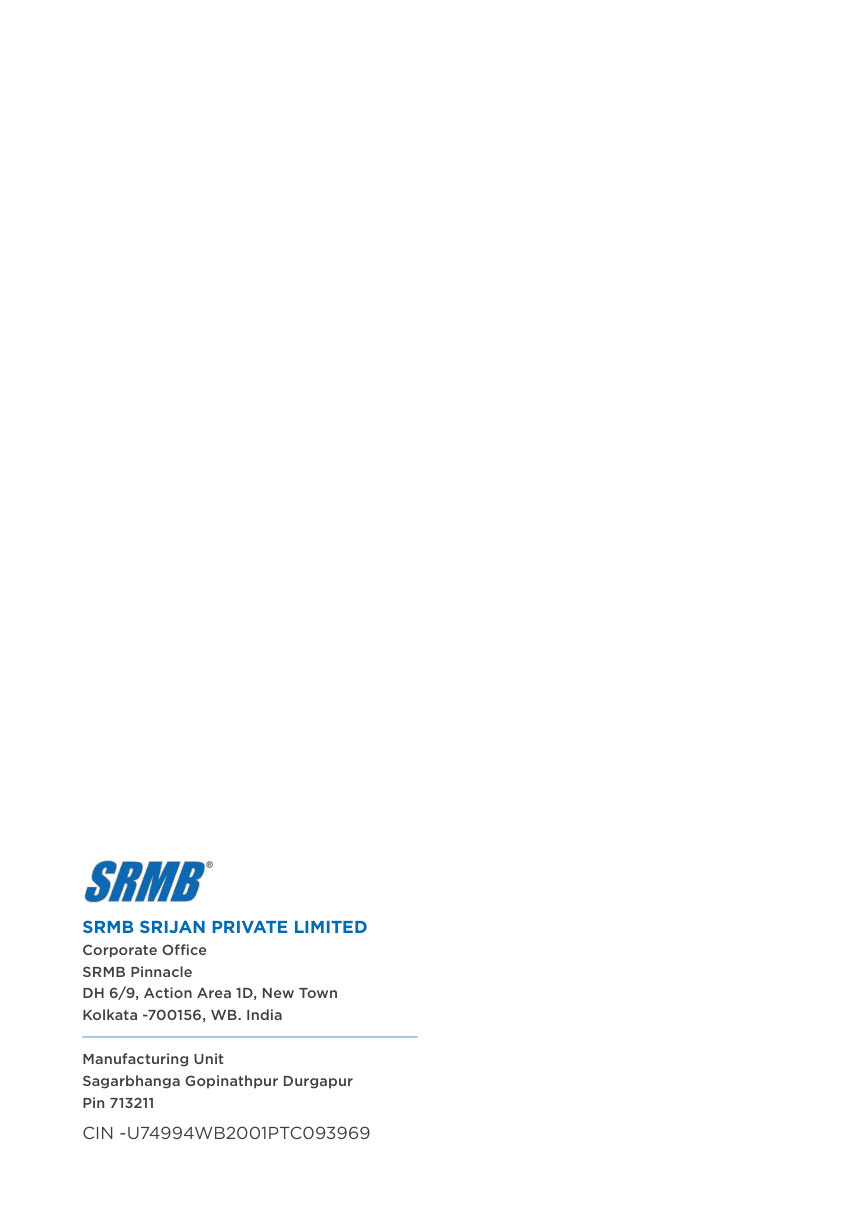 SRMB®
SRMB SRIJAN PRIVATE LIMITED
Corporate Office
SRMB Pinnacle
DH 6/9, Action Area 1D, New Town
Kolkata -700156, WB. India
Manufacturing Unit
Sagarbhanga Gopinathpur Durgapur
Pin 713211
CIN -U74994WB2001PTC093969